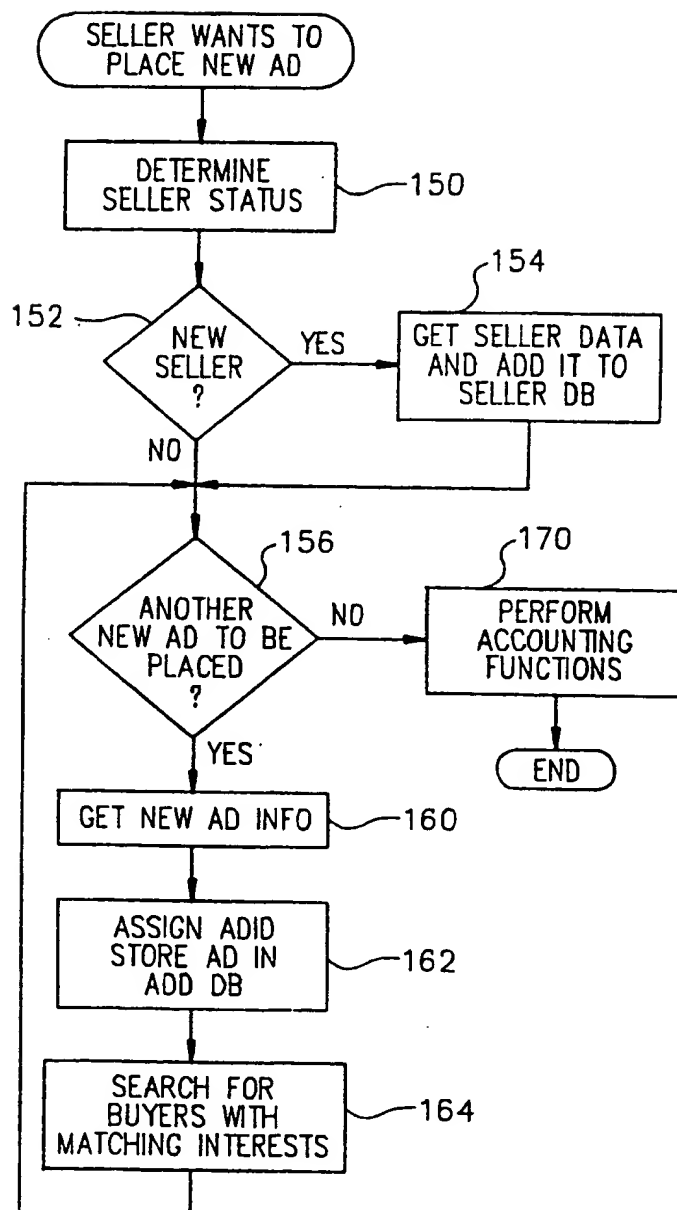 SELLER WANTS TO
PLACE NEW AD
DETERMINE
SELLER STATUS
150
152
NEW
SELLER
?
YES
NO
154
GET SELLER DATA
AND ADD IT TO
SELLER DB
156
ANOTHER
NEW AD TO BE
PLACED
?
NO
YES
170
PERFORM
ACCOUNTING
FUNCTIONS
END
GET NEW AD INFO
160
ASSIGN ADID
STORE AD IN
ADD DB
162
SEARCH FOR
BUYERS WITH
MATCHING INTERESTS
164